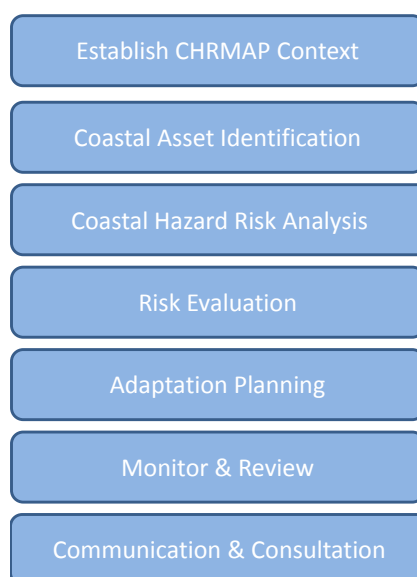 Establish CHRMAP Context
Coastal Asset Identification
Coastal Hazard Risk Analysis
Risk Evaluation
Adaptation Planning
Monitor & Review
Communication & Consultation